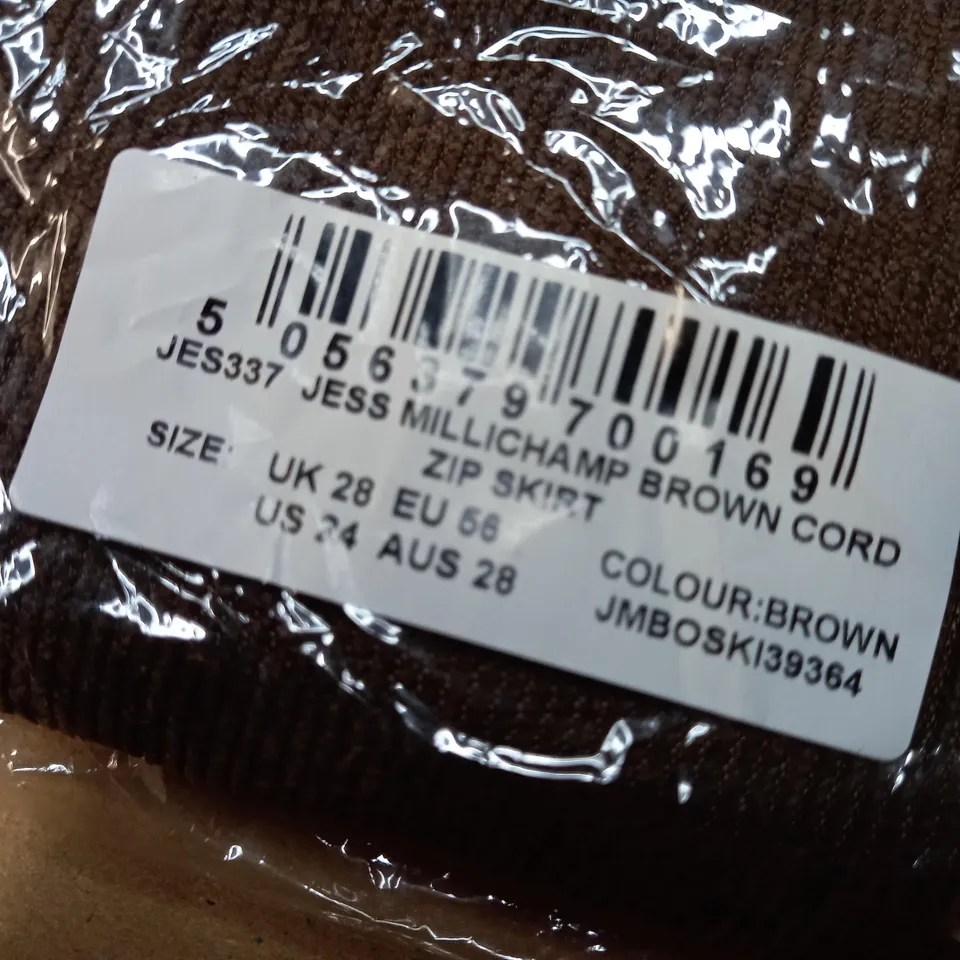 5 056379 700169
JES337 JESS MILLICHAMP BROWN CORD
ZIP SKIRT
SIZE: UK 28 EU 56
US 24 AUS 28
COLOUR:BROWN
JMBOSKI39364